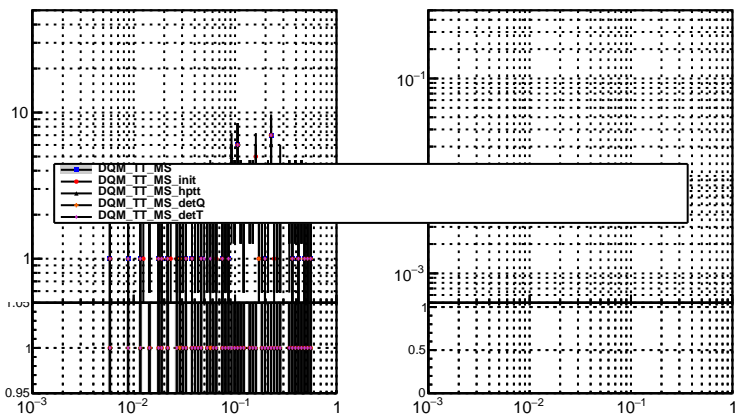 10
10⁻¹
DQM_TT_MS
DQM_TT_MS_init
DQM_TT_MS_hptt
DQM_TT_MS_detQ
DQM_TT_MS_detT
1
10⁻³
1.05
1
1
0.5
0.95
0
10⁻³ 10⁻² 10⁻¹ 1
10⁻³ 10⁻² 10⁻¹ 1